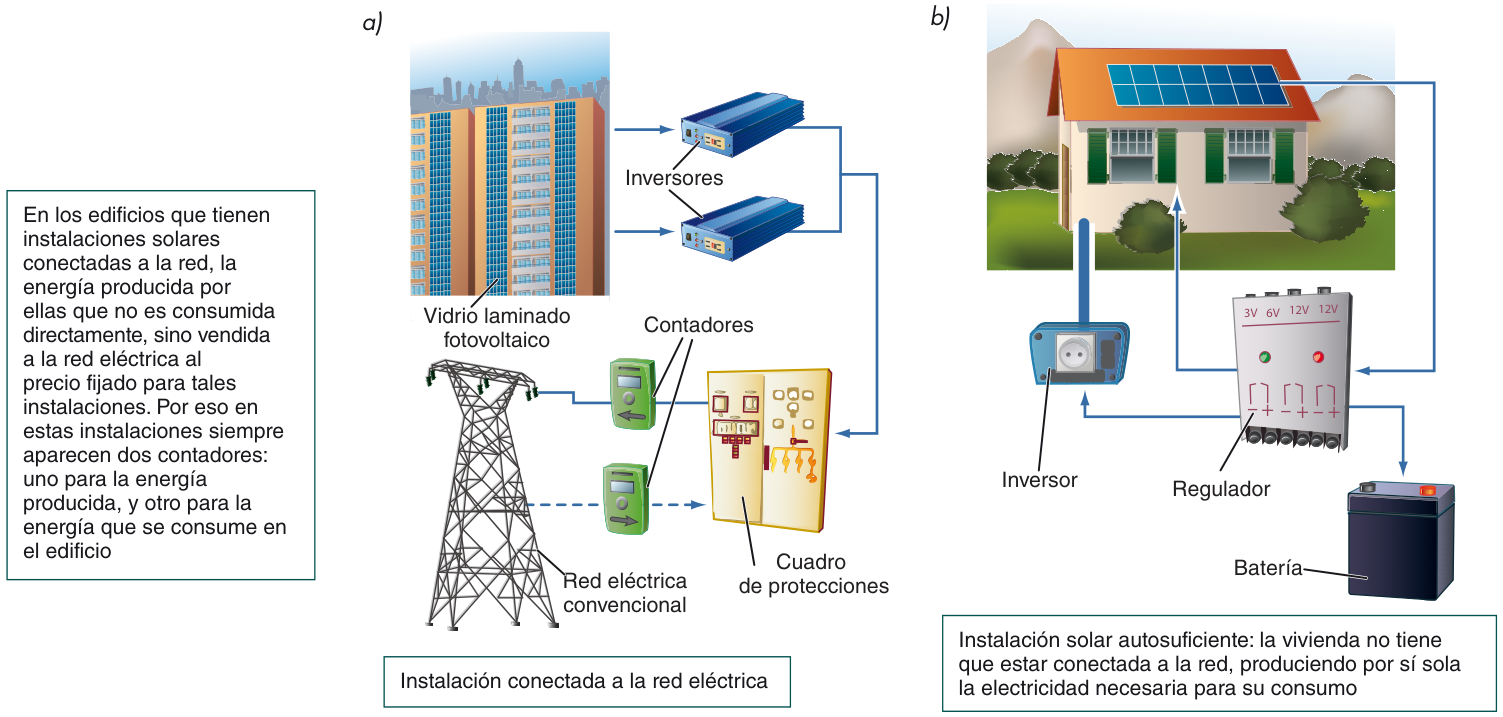 En los edificios que tienen
instalaciones solares
conectadas a la red, la
energía producida por
ellas que no es consumida
directamente, sino vendida
a la red eléctrica al
precio fijado para tales
instalaciones. Por eso en
estas instalaciones siempre
aparecen dos contadores:
uno para la energía
producida, y otro para la
energía que se consume en
el edificio
a)
Inversores
Vidrio laminado
fotovoltaico
Contadores
Cuadro
de protecciones
Red eléctrica
convencional
Instalación conectada a la red eléctrica
b)
3V 6V 12V 12V
− + − + − +
Inversor
Regulador
Batería
Instalación solar autosuficiente: la vivienda no tiene
que estar conectada a la red, produciendo por sí sola
la electricidad necesaria para su consumo